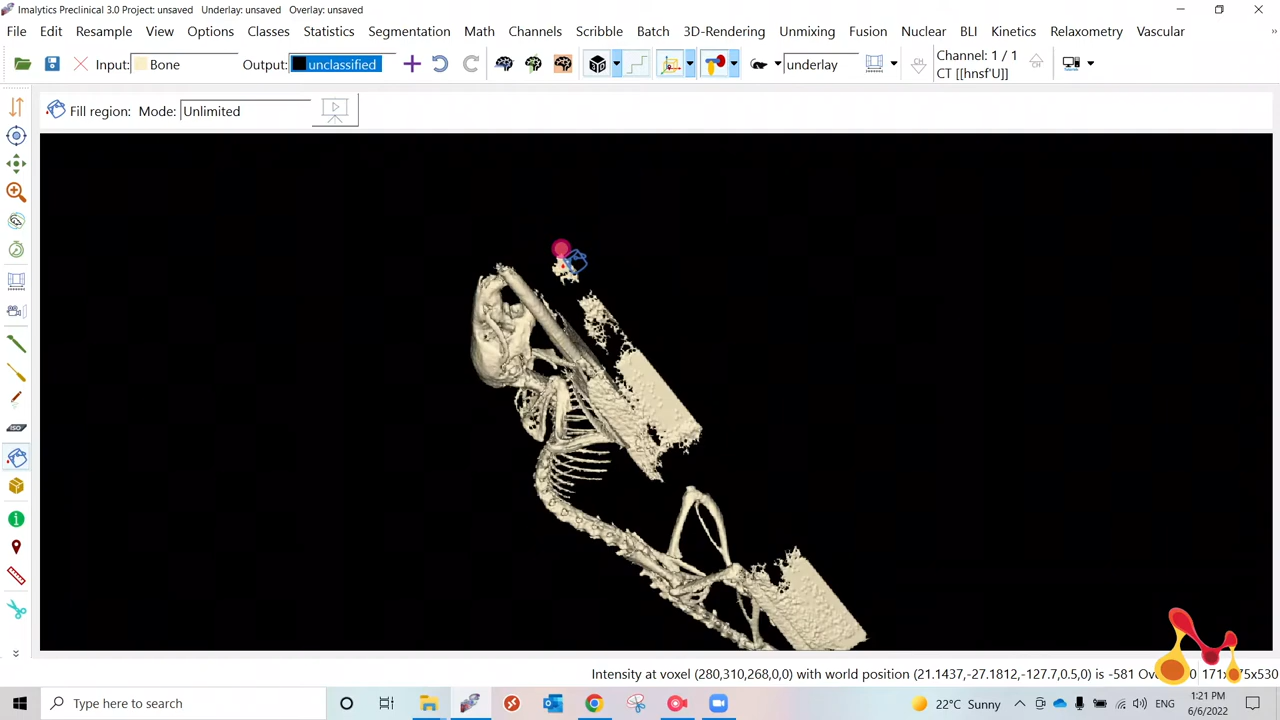 Imalytics Preclinical 3.0 Project: unsaved Underlay: unsaved Overlay: unsaved
File Edit Resample View Options Classes Statistics Segmentation Math Channels Scribble Batch 3D-Rendering Unmixing Fusion Nuclear BLI Kinetics Relaxometry Vascular
Input: Bone Output: unclassified underlay Channel: 1 / 1
CT [[hnsf'U]]
Fill region: Mode: Unlimited
ISO
Intensity at voxel (280,310,268,0,0) with world position (21.1437,-27.1812,-127.7,0.5,0) is -581
Type here to search
22°C Sunny
1:21 PM
6/6/2022